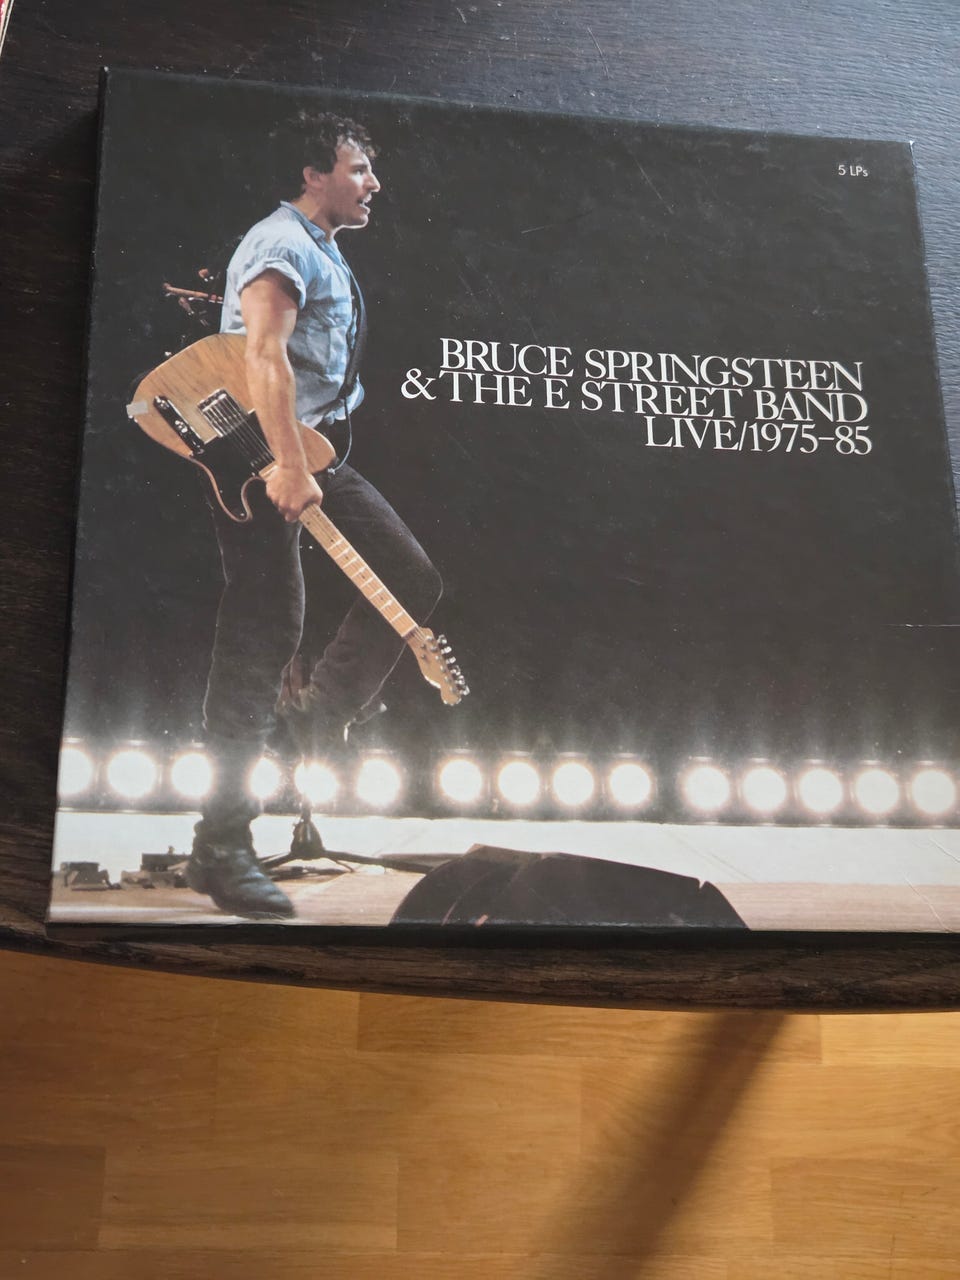 5 LPs
BRUCE SPRINGSTEEN
& THE E STREET BAND
LIVE/1975–85